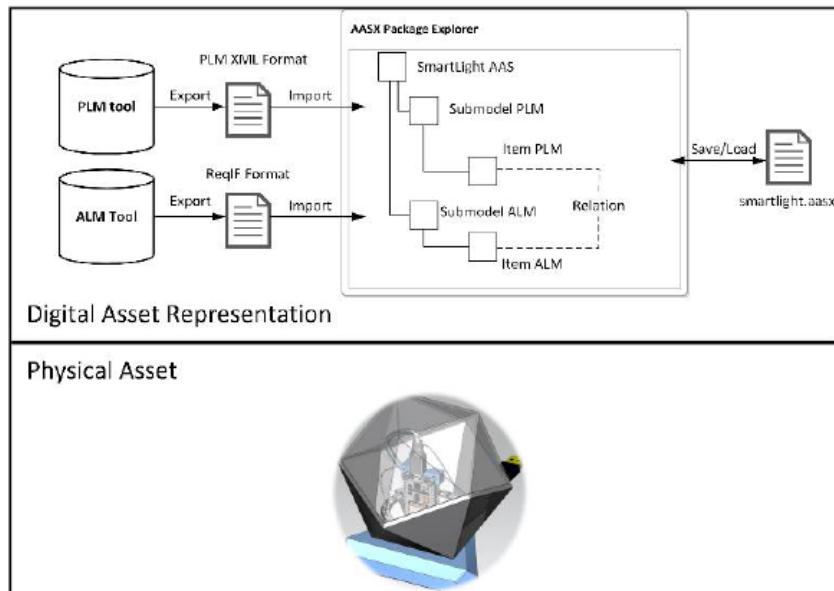 AASX Package Explorer
PLM XML Format
SmartLight AAS
PLM tool
Export
Import
Submodel PLM
Item PLM
Save/Load
ReqIF Format
Relation
smartlight.aasx
ALM Tool
Export
Import
Submodel ALM
Item ALM
Digital Asset Representation
Physical Asset